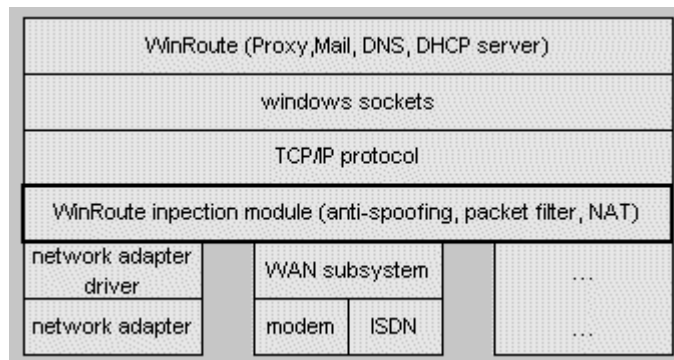 WinRoute (Proxy,Mail, DNS, DHCP server)
windows sockets
TCP/IP protocol
WinRoute inpection module (anti-spoofing, packet filter, NAT)
network adapter
driver
WAN subsystem
...
network adapter
modem
ISDN
...